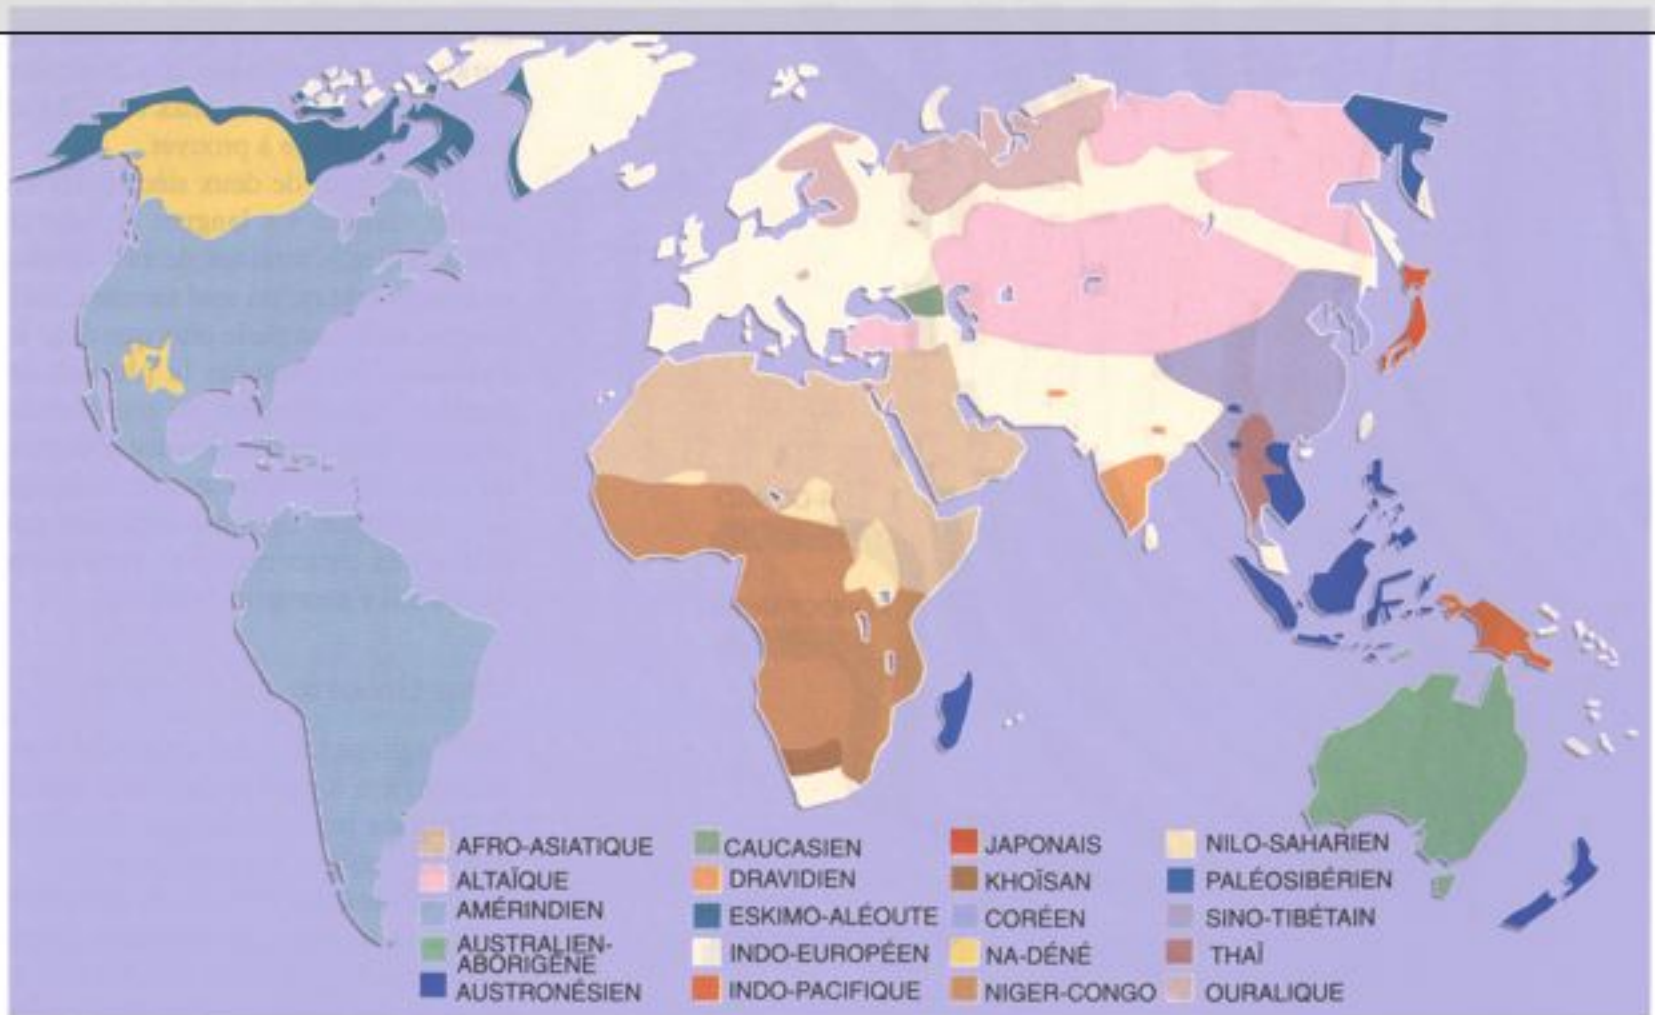 AFRO-ASIATIQUE
ALTAÏQUE
AMÉRINDIEN
AUSTRALIEN-
ABORIGÈNE
AUSTRONÉSIEN
CAUCASIEN
DRAVIDIEN
ESKIMO-ALÉOUTE
INDO-EUROPÉEN
INDO-PACIFIQUE
JAPONAIS
KHOÏSAN
CORÉEN
NA-DÉNÉ
NIGER-CONGO
NILO-SAHARIEN
PALÉOSIBÉRIEN
SINO-TIBÉTAIN
THAÏ
OURALIQUE